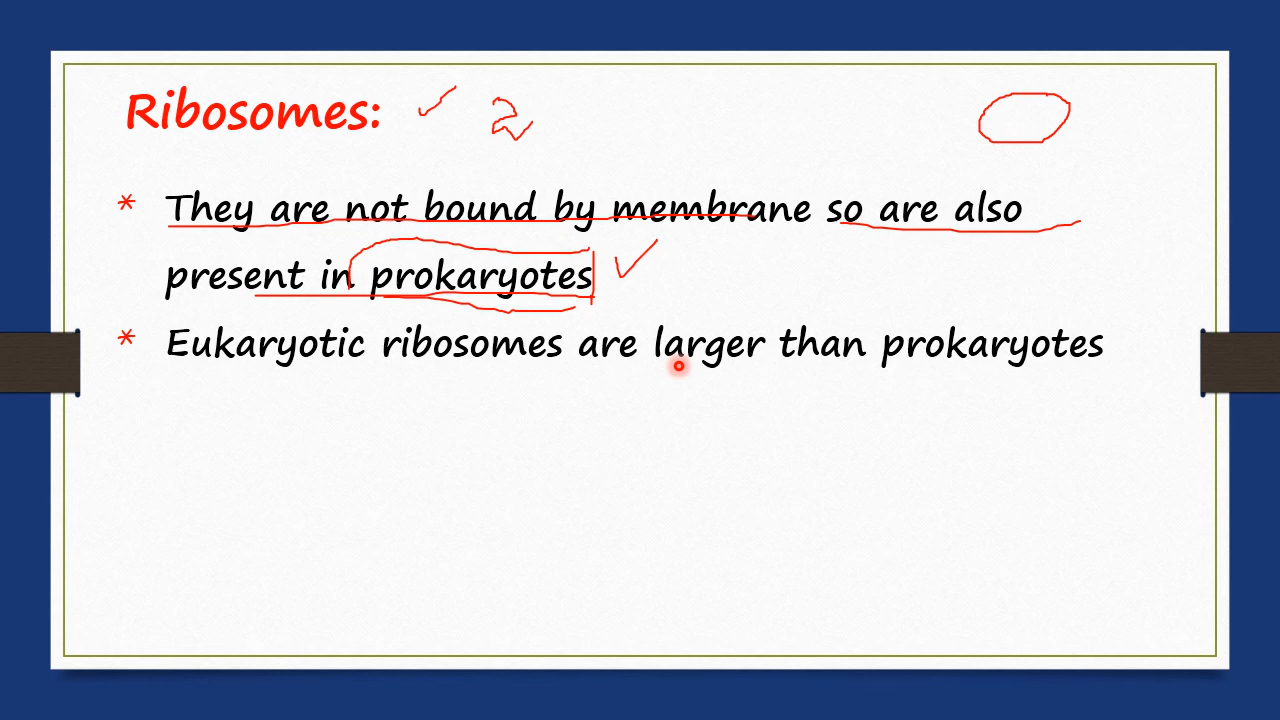 Ribosomes: 2
* They are not bound by membrane so are also
present in prokaryotes
* Eukaryotic ribosomes are larger than prokaryotes